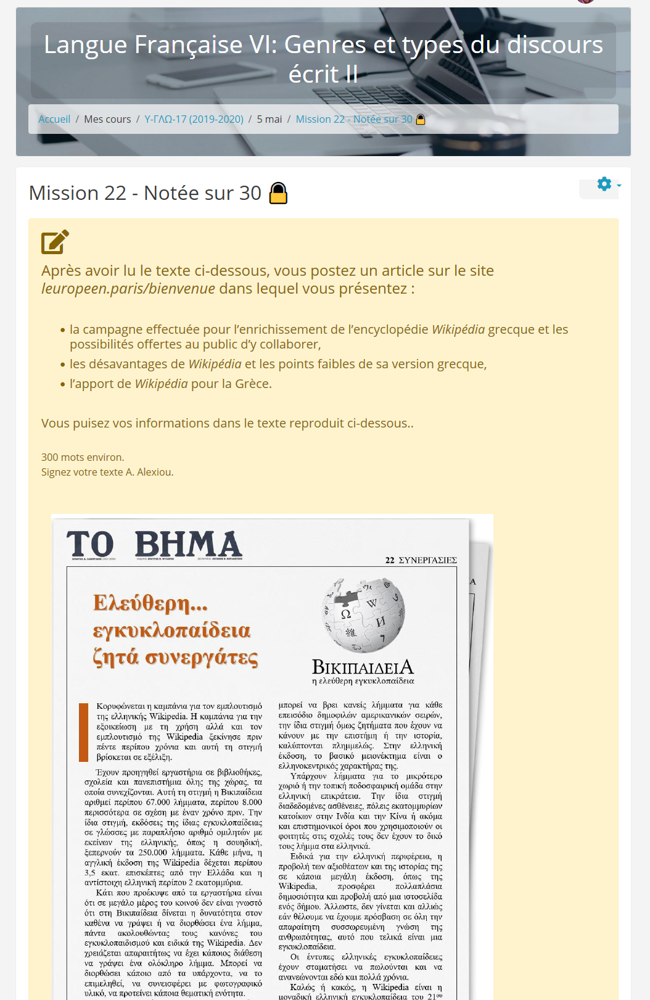 Langue Française VI: Genres et types du discours
écrit II
Accueil / Mes cours / Υ-ΓΛΩ-17 (2019-2020) / 5 mai / Mission 22 - Notée sur 30
Mission 22 - Notée sur 30
Après avoir lu le texte ci-dessous, vous postez un article sur le site
leuropeen.paris/bienvenue dans lequel vous présentez :
• la campagne effectuée pour l’enrichissement de l’encyclopédie Wikipédia grecque et les
possibilités offertes au public d’y collaborer,
• les désavantages de Wikipédia et les points faibles de sa version grecque,
• l’apport de Wikipédia pour la Grèce.
Vous puisez vos informations dans le texte reproduit ci-dessous..
300 mots environ.
Signez votre texte A. Alexiou.
ΤΟ ΒΗΜΑ
22 ΣΥΝΕΡΓΑΣΙΕΣ
Α
Ελεύθερη...
εγκυκλοπαίδεια
ζητά συνεργάτες
Ω W И 維 7
ΒΙΚΙΠΑΙΔΕΙΑ
η ελεύθερη εγκυκλοπαίδεια
Κορυφώνεται η καμπάνια για τον εμπλουτισμό
της ελληνικής Wikipedia. Η καμπάνια για την
εξοικείωση με τη χρήση αλλά και τον
εμπλουτισμό της Wikipedia ξεκίνησε πριν
πέντε περίπου χρόνια και αυτή τη στιγμή
βρίσκεται σε εξέλιξη.
Έχουν προηγηθεί εργαστήρια σε βιβλιοθήκες,
σχολεία και πανεπιστήμια όλης της χώρας, τα
οποία συνεχίζονται. Αυτή τη στιγμή η Βικιπαίδεια
αριθμεί περίπου 67.000 λήμματα, περίπου 8.000
περισσότερα σε σχέση με έναν χρόνο πριν. Την
ίδια στιγμή, εκδόσεις της ίδιας εγκυκλοπαίδειας
σε γλώσσες με παραπλήσιο αριθμό ομιλητών με
εκείνων της ελληνικής, όπως η σουηδική,
ξεπερνούν τα 250.000 λήμματα. Κάθε μήνα, η
αγγλική έκδοση της Wikipedia δέχεται περίπου
3,5 εκατ. επισκέπτες από την Ελλάδα και η
αντίστοιχη ελληνική περίπου 2 εκατομμύρια.
Κάτι που προέκυψε από τα εργαστήρια είναι
ότι σε μεγάλο μέρος του κοινού δεν είναι γνωστό
ότι στη Βικιπαίδεια δίνεται η δυνατότητα στον
καθένα να γράψει ή να διορθώσει ένα λήμμα,
πάντα ακολουθώντας τους κανόνες του
εγκυκλοπαιδισμού και ειδικά της Wikipedia. Δεν
χρειάζεται απαραιτήτως να έχει κάποιος διάθεση
να γράψει ένα ολόκληρο λήμμα. Μπορεί να
διορθώσει κάποιο από τα υπάρχοντα, να το
επιμεληθεί, να συνεισφέρει με φωτογραφικό
υλικό, να προτείνει κάποια θεματική ενότητα.
μπορεί να βρει κανείς λήμματα για κάθε
επεισόδιο δημοφιλών αμερικανικών σειρών,
την ίδια στιγμή όμως ζητήματα που έχουν να
κάνουν με την επιστήμη ή την ιστορία,
καλύπτονται πλημμελώς. Στην ελληνική
έκδοση, το βασικό μειονέκτημα είναι ο
ελληνοκεντρικός χαρακτήρας της.
Υπάρχουν λήμματα για το μικρότερο
χωριό ή την τοπική ποδοσφαιρική ομάδα στην
ελληνική επικράτεια. Την ίδια στιγμή
διαδεδομένες ασθένειες, πόλεις εκατομμυρίων
κατοίκων στην Ινδία και την Κίνα ή ακόμα
και επιστημονικοί όροι που χρησιμοποιούν οι
φοιτητές στις σχολές τους δεν έχουν το δικό
τους λήμμα στα ελληνικά.
Ειδικά για την ελληνική περιφέρεια, η
προβολή των αξιοθέατων και της ιστορίας της
σε κάποια μεγάλη έκδοση, όπως της
Wikipedia, προσφέρει πολλαπλάσια
δημοσιότητα και προβολή από μια ιστοσελίδα
ενός δήμου. Άλλωστε, δεν γίνεται και αλλιώς
εάν θέλουμε να έχουμε πρόσβαση σε όλη την
απαραίτητη συσσωρευμένη γνώση της
ανθρωπότητας, αυτό που τελικά είναι μια
εγκυκλοπαίδεια.
Οι έντυπες ελληνικές εγκυκλοπαίδειες
έχουν σταματήσει να πωλούνται και να
ανανεώνονται εδώ και πολλά χρόνια.
Καλώς ή κακώς, η Wikipedia είναι η
μοναδική ελληνική εγκυκλοπαίδεια του 21ου